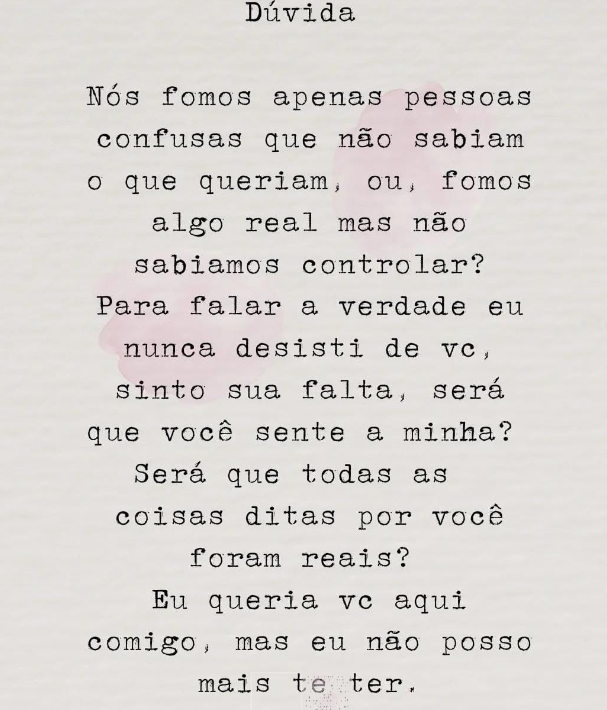 Dúvida
Nós fomos apenas pessoas
confusas que não sabiam
o que queriam, ou, fomos
algo real mas não
sabiamos controlar?
Para falar a verdade eu
nunca desisti de vc,
sinto sua falta, será
que você sente a minha?
Será que todas as
coisas ditas por você
foram reais?
Eu queria vc aqui
comigo, mas eu não posso
mais te ter.